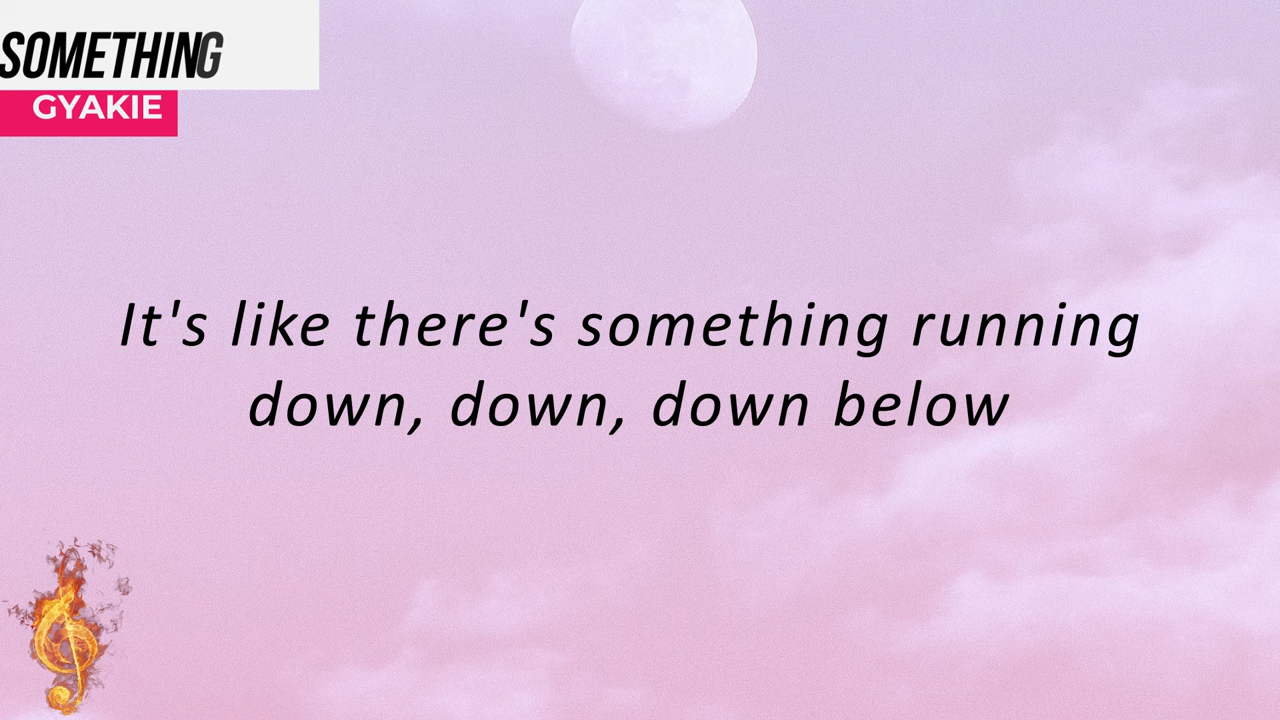 SOMETHING
GYAKIE
It's like there's something running
down, down, down below